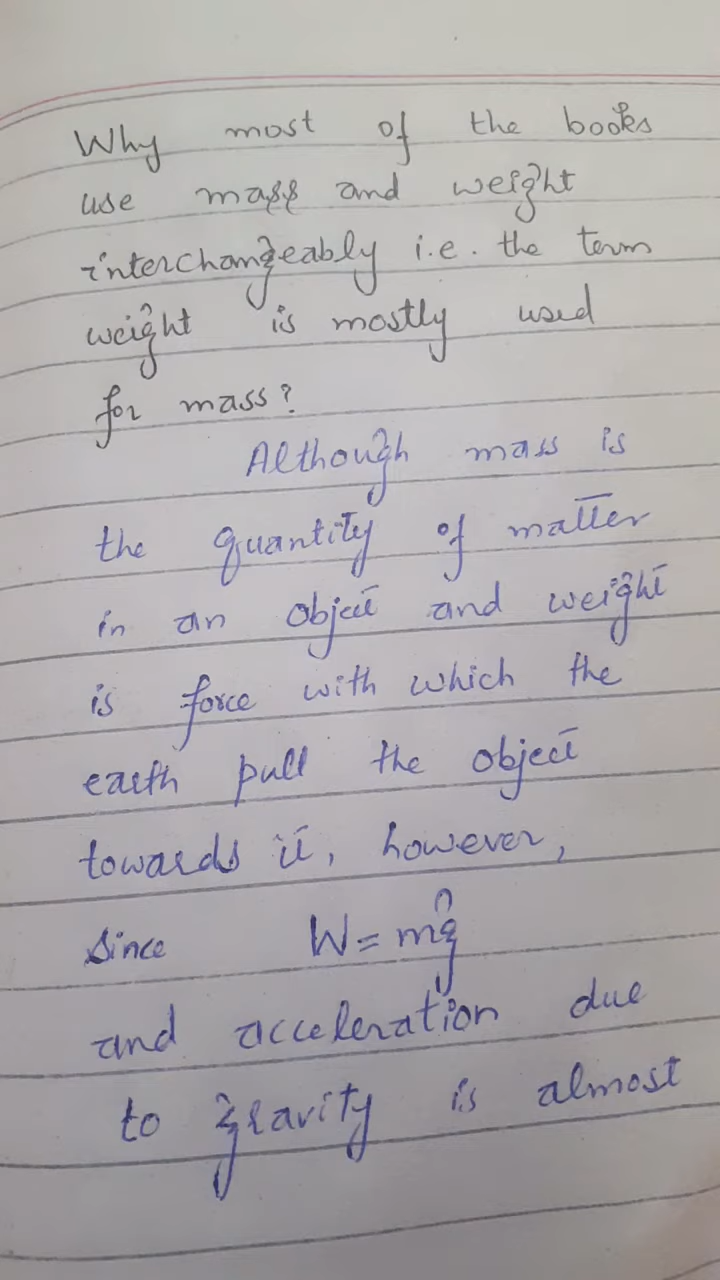 Why most of the books
use mass and weight
interchangeably i.e. the term
weight is mostly used
for mass?
Although mass is
the quantity of matter
in an object and weight
is force with which the
earth pull the object
towards it, however,
since W = mg
and acceleration due
to gravity is almost